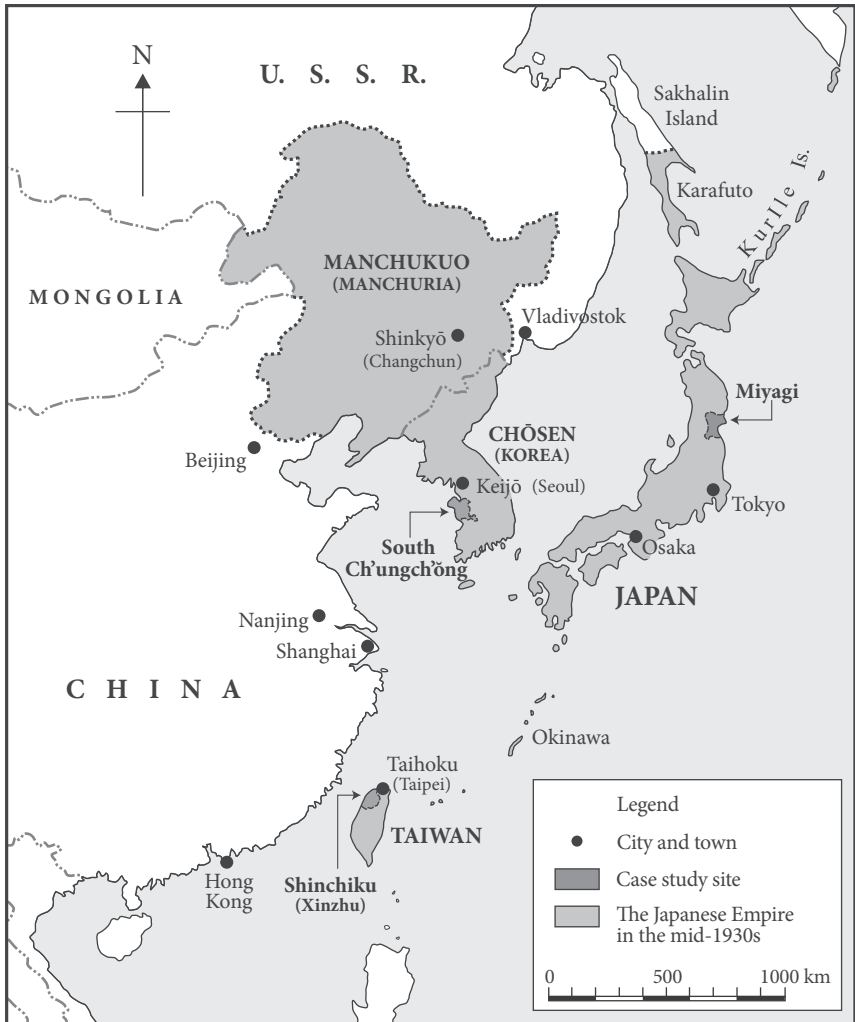 N
U. S. S. R.
Sakhalin
Island
Karafuto
Kurlle Is.
MANCHUKUO
(MANCHURIA)
MONGOLIA
Vladivostok
Shinkyō
(Changchun)
Miyagi
CHŌSEN
(KOREA)
Beijing
Keijō (Seoul)
Tokyo
Osaka
South
Ch'ungch'ŏng
JAPAN
Nanjing
Shanghai
CHINA
Okinawa
Taihoku
(Taipei)
TAIWAN
Hong
Kong
Shinchiku
(Xinzhu)
Legend
City and town
Case study site
The Japanese Empire
in the mid-1930s
0 500 1000 km